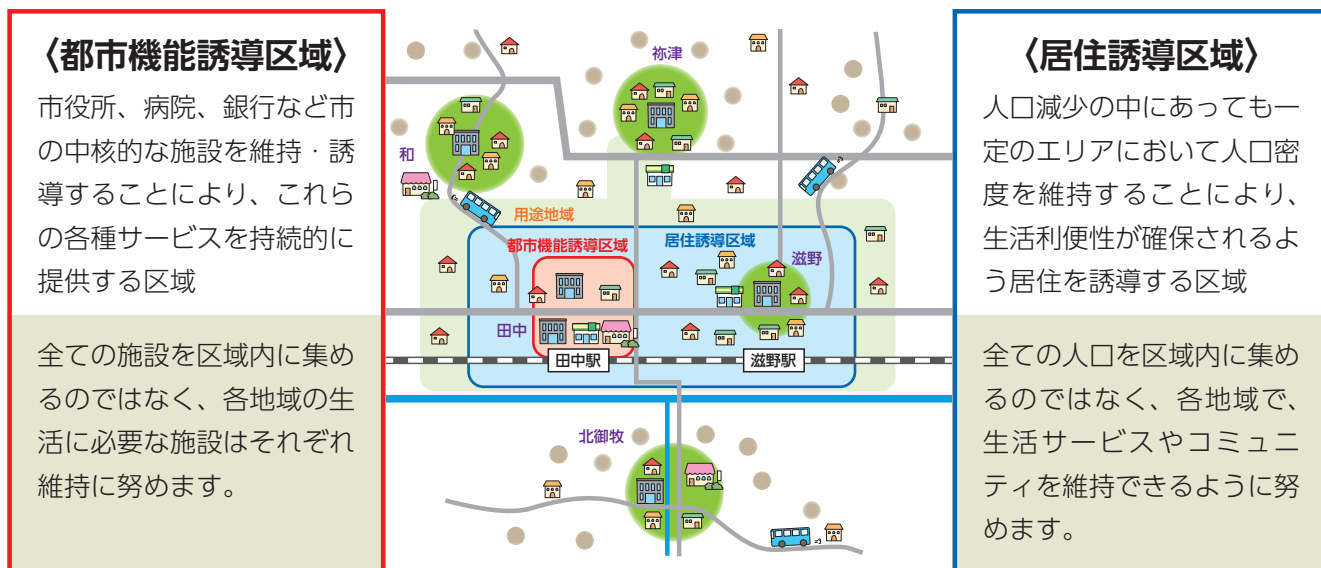 〈都市機能誘導区域〉
市役所、病院、銀行など市
の中核的な施設を維持・誘
導することにより、これら
の各種サービスを持続的に
提供する区域
全ての施設を区域内に集め
るのではなく、各地域の生
活に必要な施設はそれぞれ
維持に努めます。
祢津
和
用途地域
都市機能誘導区域
居住誘導区域
滋野
田中
田中駅
滋野駅
北御牧
〈居住誘導区域〉
人口減少の中にあっても一
定のエリアにおいて人口密
度を維持することにより、
生活利便性が確保されるよ
う居住を誘導する区域
全ての人口を区域内に集め
るのではなく、各地域で、
生活サービスやコミュニ
ティを維持できるように努
めます。